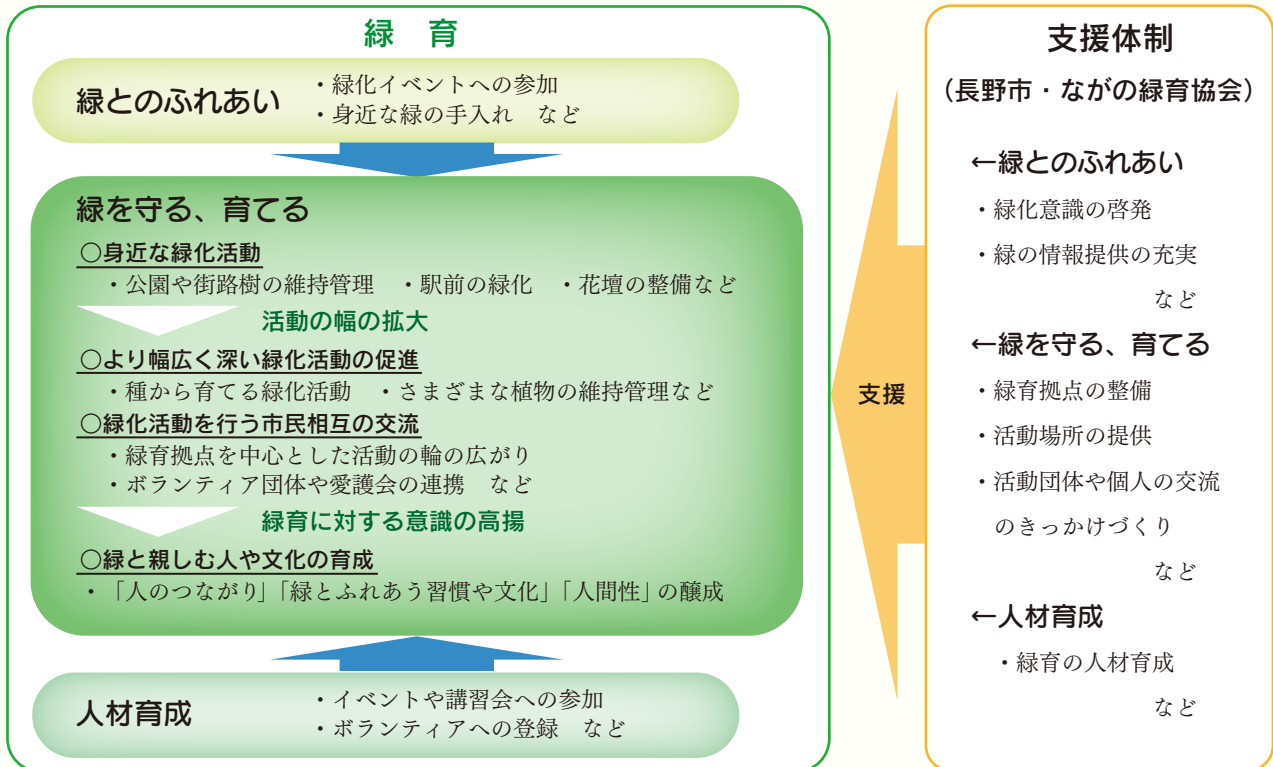 緑　育
緑とのふれあい
・緑化イベントへの参加
・身近な緑の手入れ　など
緑を守る、育てる
○身近な緑化活動
・公園や街路樹の維持管理　・駅前の緑化　・花壇の整備など
活動の幅の拡大
○より幅広く深い緑化活動の促進
・種から育てる緑化活動　・さまざまな植物の維持管理など
○緑化活動を行う市民相互の交流
・緑育拠点を中心とした活動の輪の広がり
・ボランティア団体や愛護会の連携　など
緑育に対する意識の高揚
○緑と親しむ人や文化の育成
・「人のつながり」「緑とふれあう習慣や文化」「人間性」の醸成
人材育成
・イベントや講習会への参加
・ボランティアへの登録　など
支援
支援体制
（長野市・ながの緑育協会）
←緑とのふれあい
・緑化意識の啓発
・緑の情報提供の充実
など
←緑を守る、育てる
・緑育拠点の整備
・活動場所の提供
・活動団体や個人の交流
のきっかけづくり
など
←人材育成
・緑育の人材育成
など